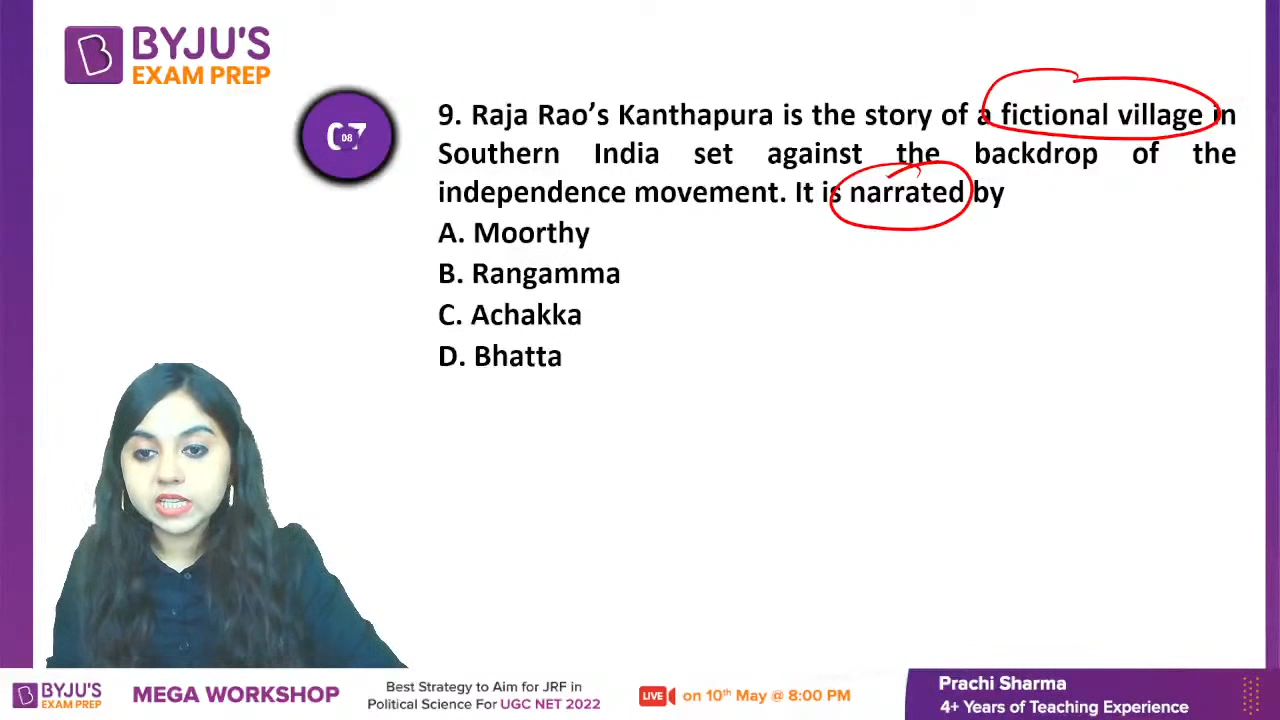 BYJU'S
EXAM PREP
08
9. Raja Rao’s Kanthapura is the story of a fictional village in
Southern India set against the backdrop of the
independence movement. It is narrated by
A. Moorthy
B. Rangamma
C. Achakka
D. Bhatta
BYJU'S
EXAM PREP
MEGA WORKSHOP
Best Strategy to Aim for JRF in
Political Science For UGC NET 2022
LIVE
on 10th May @ 8:00 PM
Prachi Sharma
4+ Years of Teaching Experience